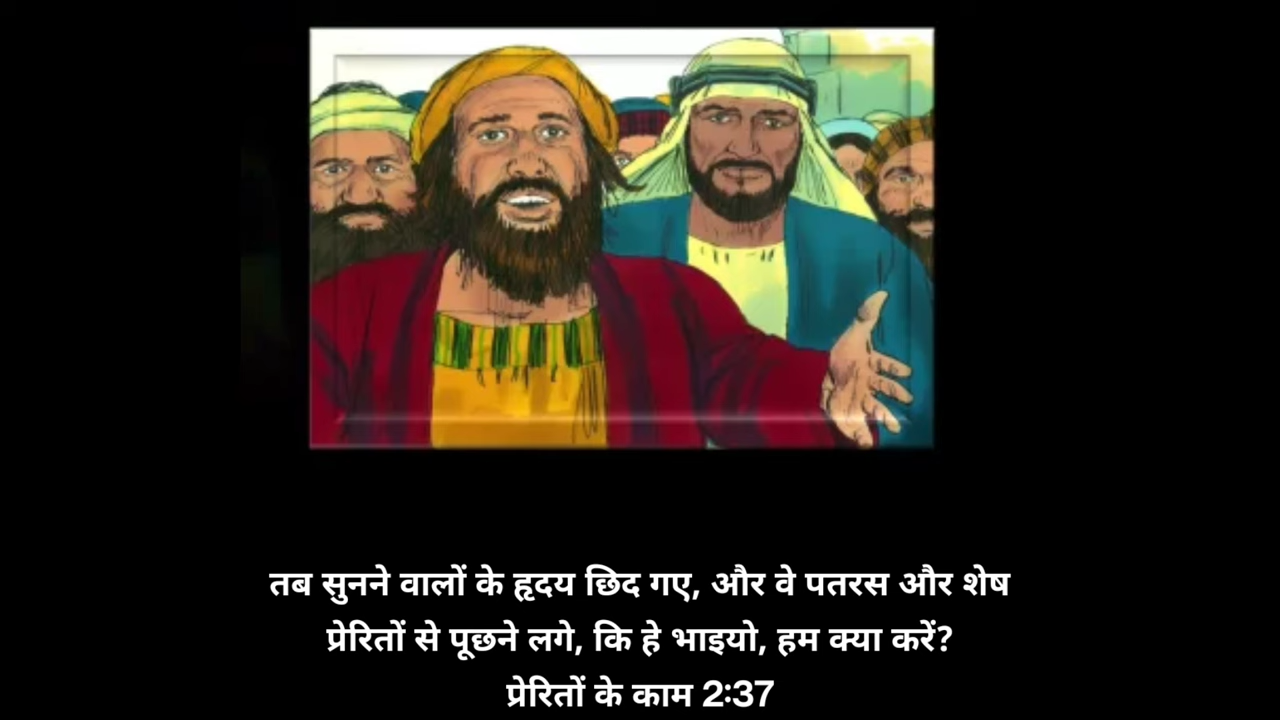 तब सुनने वालों के हृदय छिद गए, और वे पतरस और शेष
प्रेरितों से पूछने लगे, कि हे भाइयो, हम क्या करें?
प्रेरितों के काम 2:37